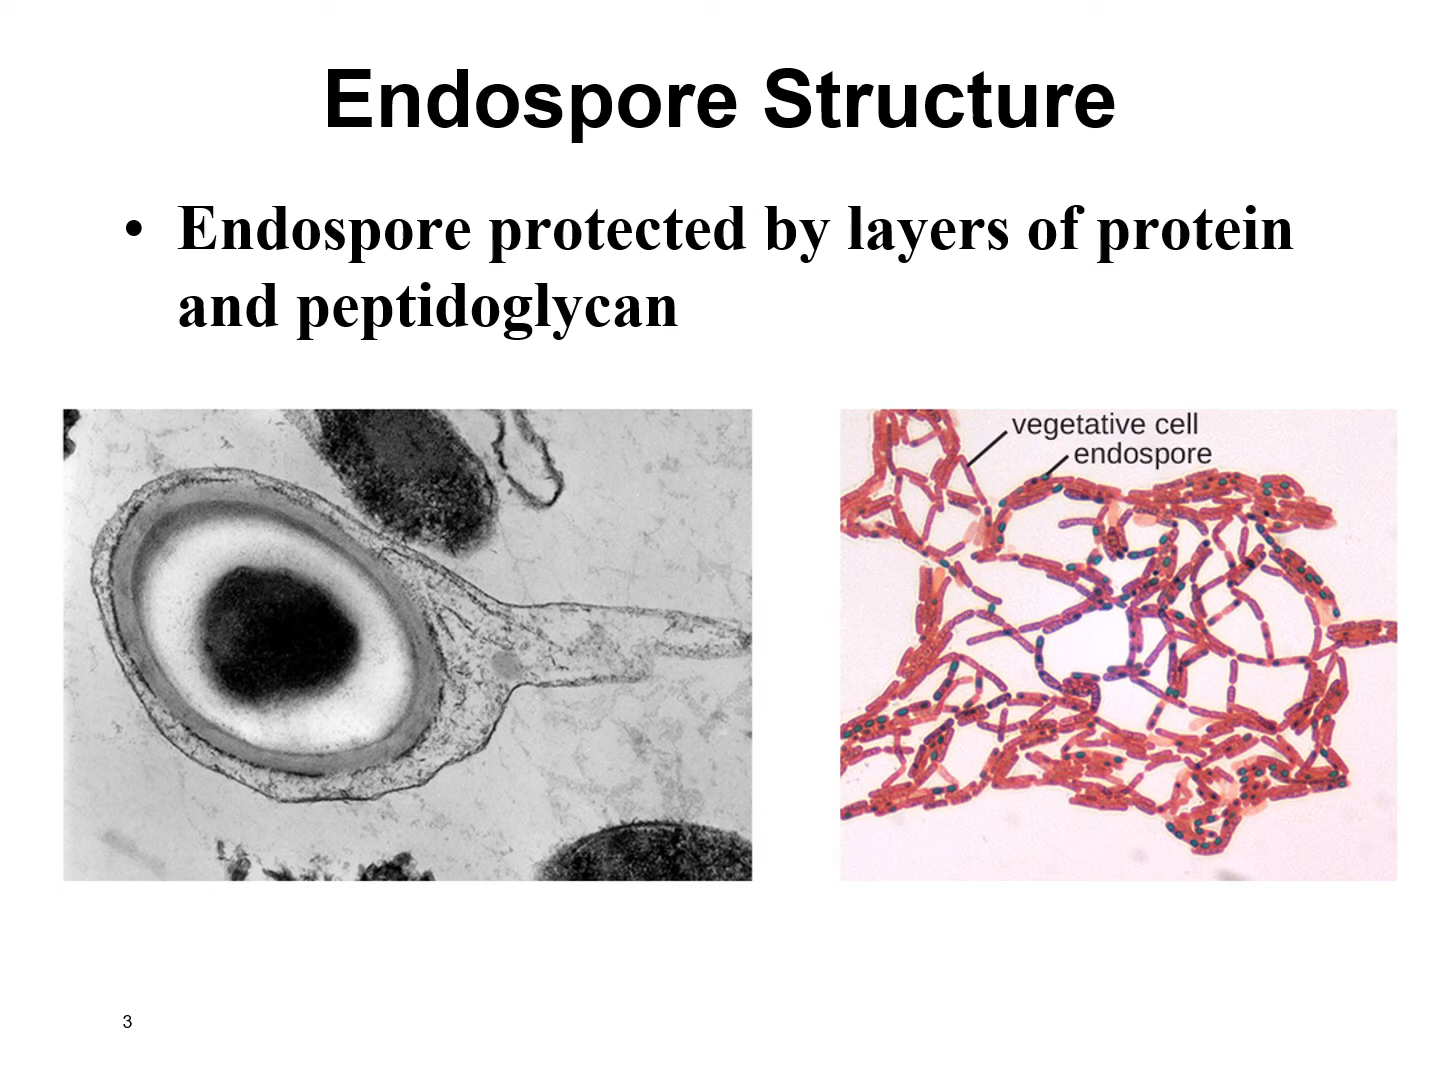 Endospore Structure
• Endospore protected by layers of protein
and peptidoglycan
vegetative cell
endospore
3